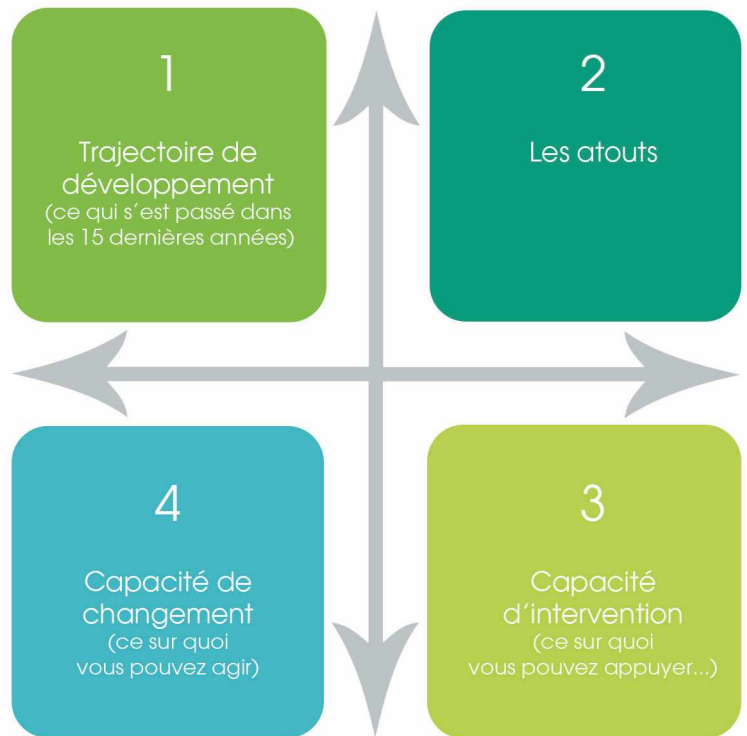 1
Trajectoire de
développement
(ce qui s´est passé dans
les 15 dernières années)
2
Les atouts
4
Capacité de
changement
(ce sur quoi
vous pouvez agir)
3
Capacité
d’intervention
(ce sur quoi
vous pouvez appuyer...)